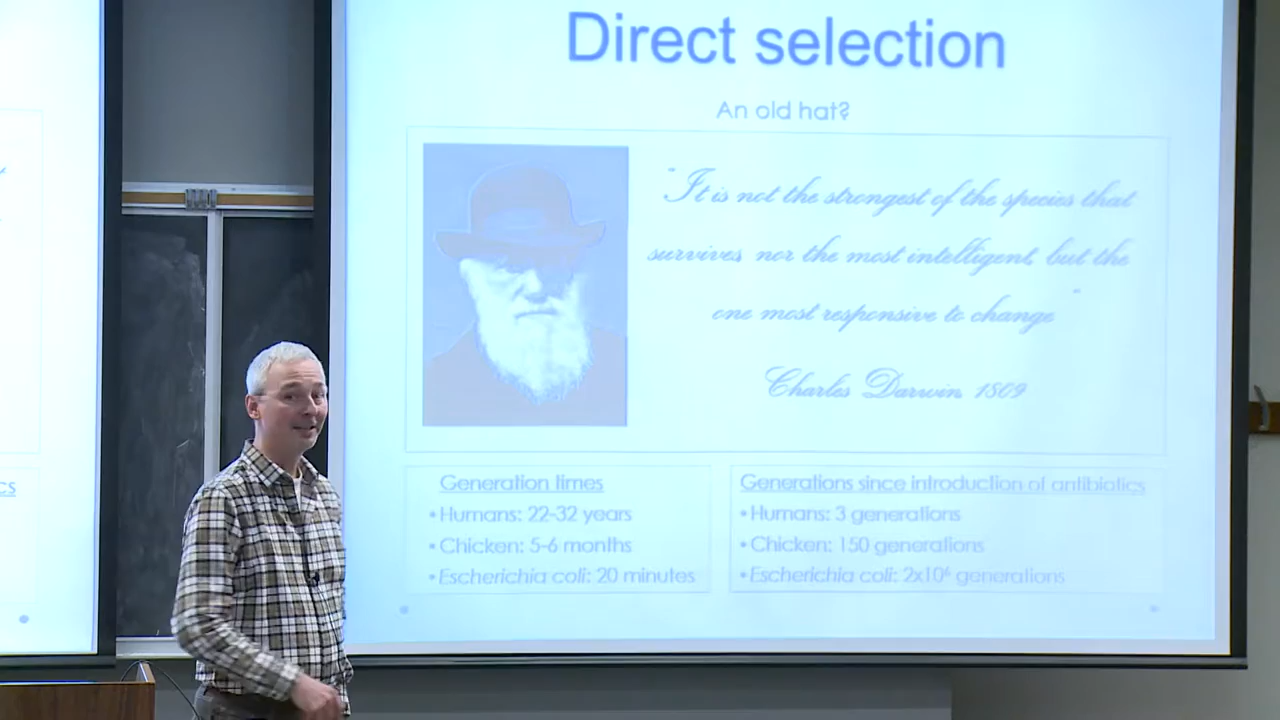 Direct selection
An old hat?
"It is not the strongest of the species that
survives nor the most intelligent, but the
one most responsive to change"
Charles Darwin, 1809
CS
Generation times
• Humans: 22-32 years
• Chicken: 5-6 months
• Escherichia coli: 20 minutes
Generations since introduction of antibiotics
• Humans: 3 generations
• Chicken: 150 generations
• Escherichia coli: 2x10⁶ generations